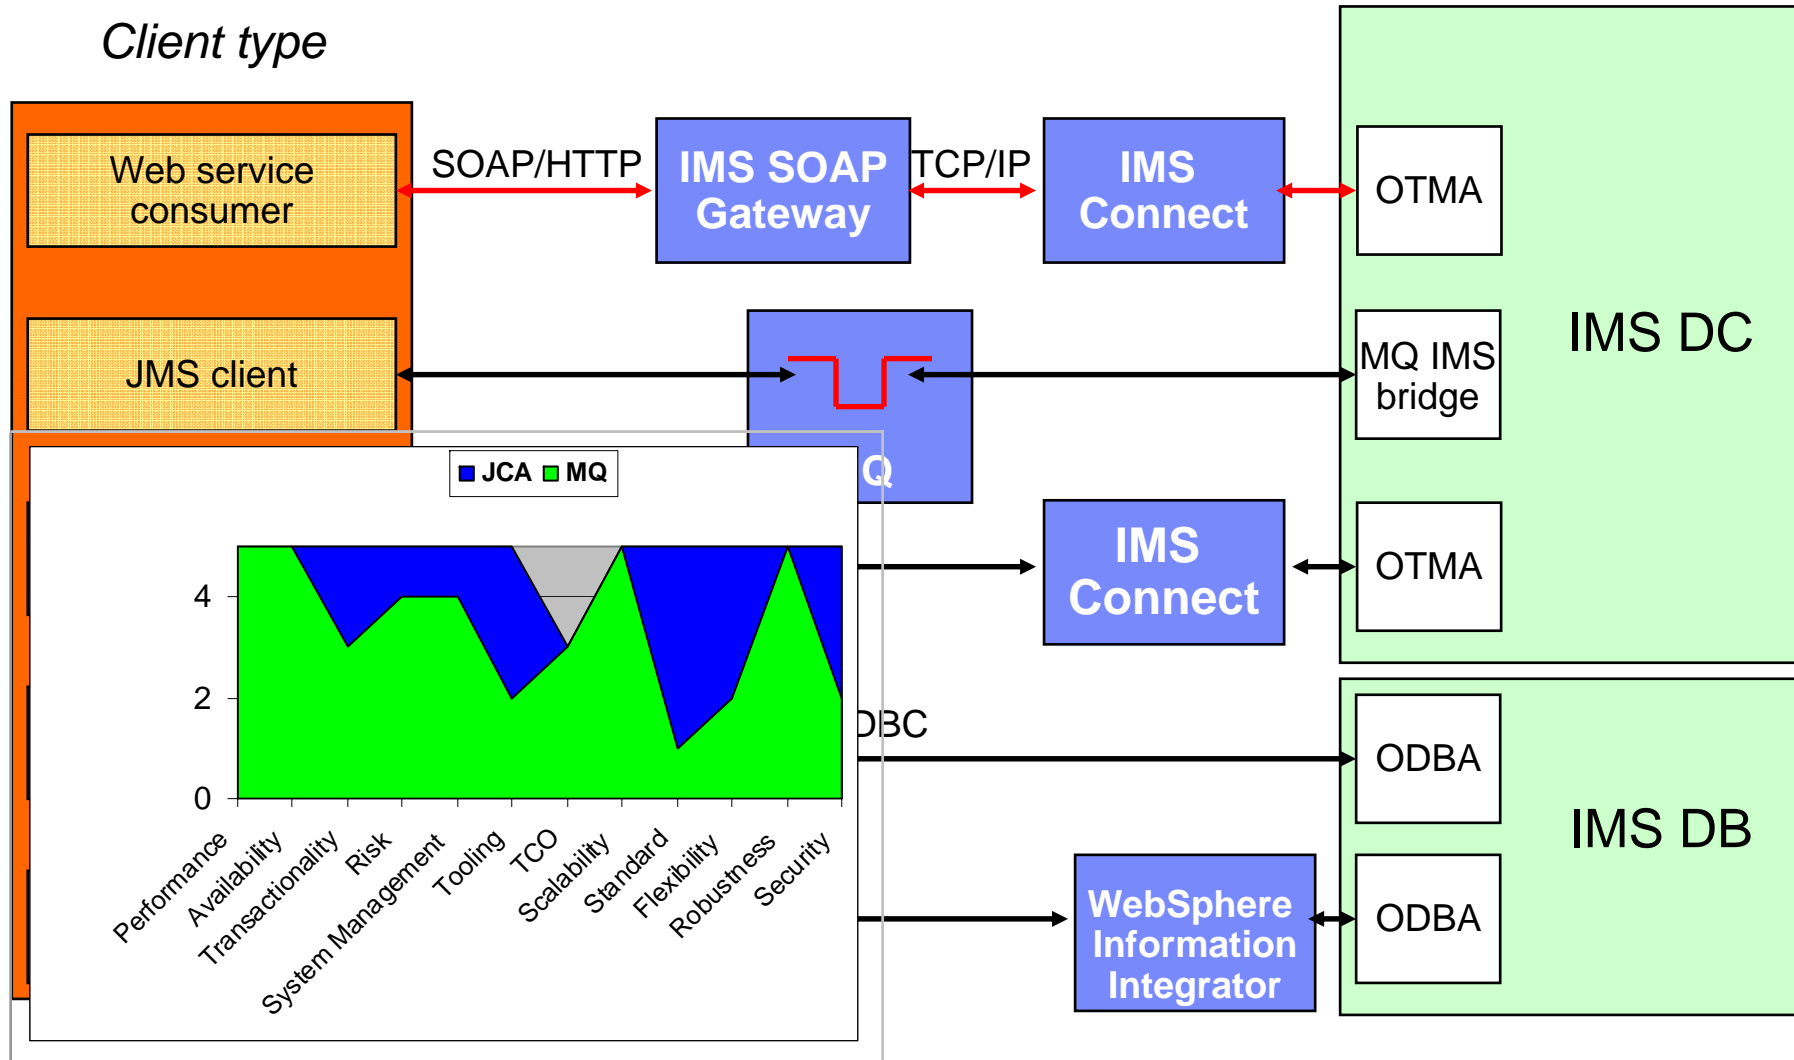 Client type
Web service
consumer
SOAP/HTTP
IMS SOAP
Gateway
TCP/IP
IMS
Connect
OTMA
IMS DC
JMS client
Q
MQ IMS
bridge
JCA MQ
4
2
0
Performance
Availability
Transactionality
Risk
System Management
Tooling
TCO
Scalability
Standard
Flexibility
Robustness
Security
IMS
Connect
OTMA
DBC
ODBA
IMS DB
WebSphere
Information
Integrator
ODBA